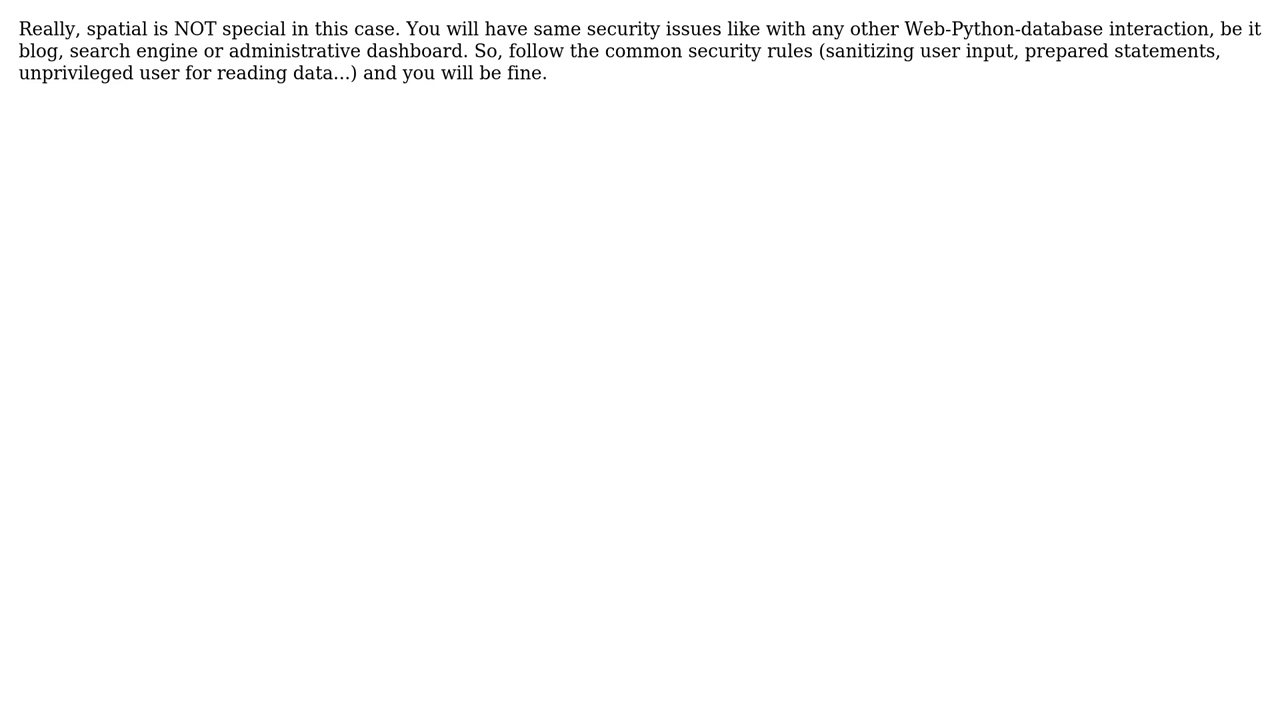 Really, spatial is NOT special in this case. You will have same security issues like with any other Web-Python-database interaction, be it
blog, search engine or administrative dashboard. So, follow the common security rules (sanitizing user input, prepared statements,
unprivileged user for reading data...) and you will be fine.